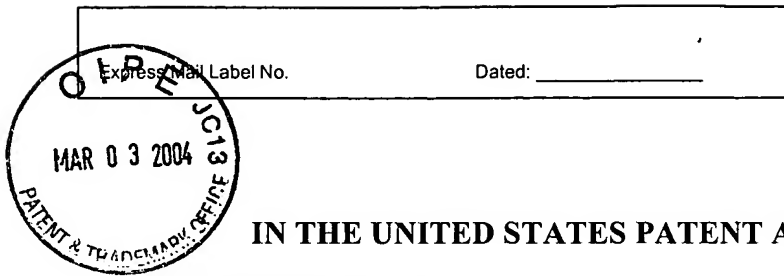 Express Mail Label No. Dated:
O I P E JC13
MAR 0 3 2004
PATENT & TRADEMARK OFFICE
IN THE UNITED STATES PATENT A